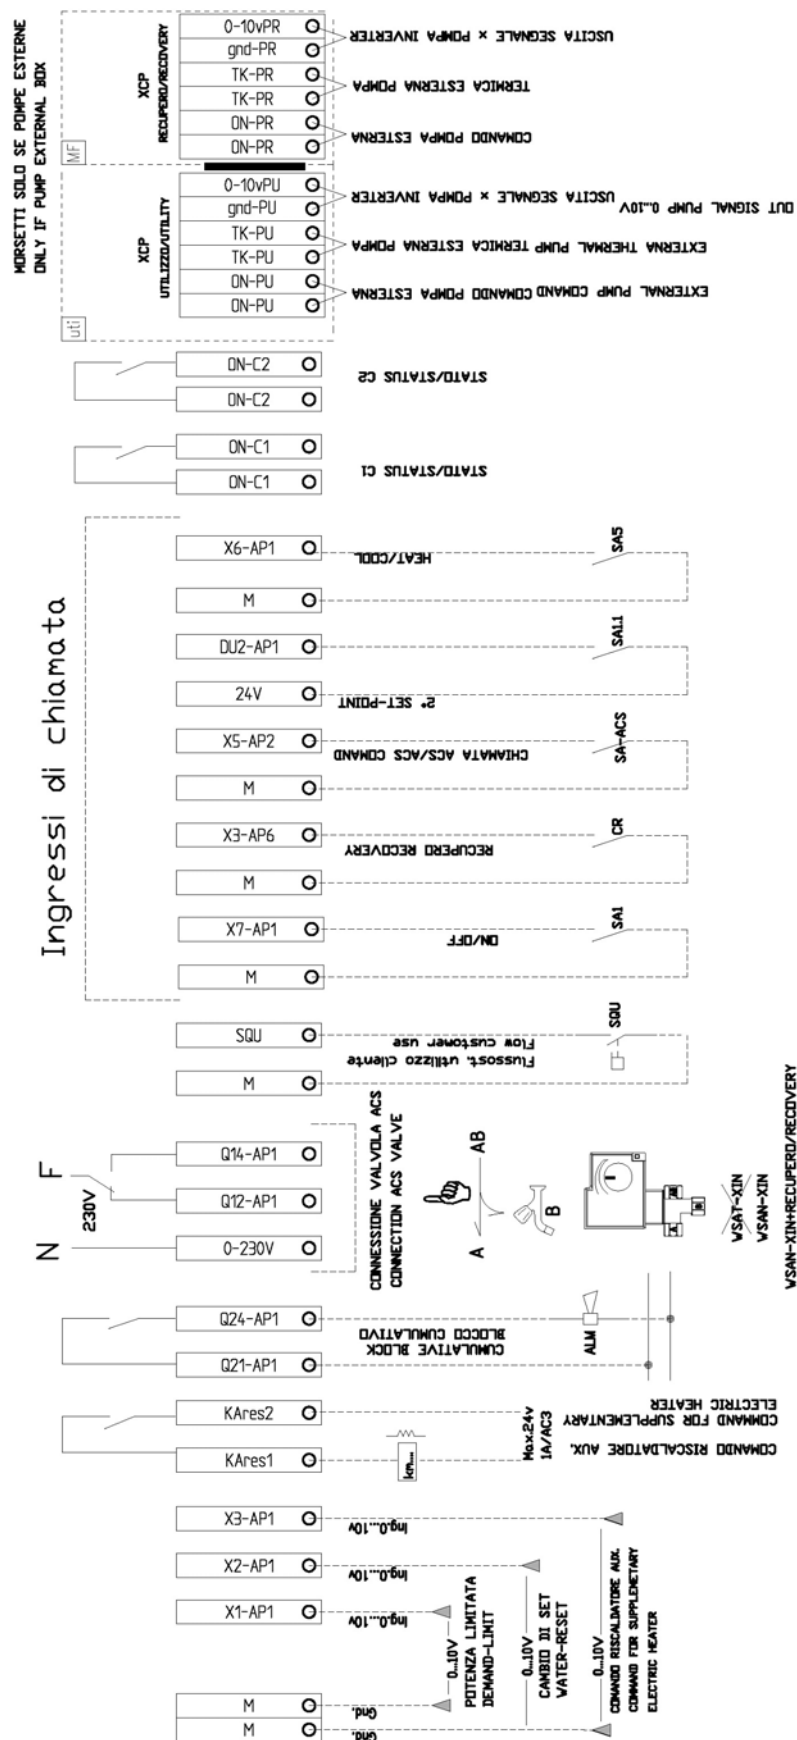 MORSETTI SOLO SE POMPE ESTERNE
ONLY IF PUMP EXTERNAL BOX
MF
XCP
RECUPERO/RECOVERY
0-10vPR
gnd-PR
USCITA SEGNALE x POMPA INVERTER
TK-PR
TK-PR
TERMICA POMPA ESTERNA
ON-PR
ON-PR
COMANDO POMPA ESTERNA
uti
XCP
UTILIZZO/UTILITY
0-10vPU
gnd-PU
USCITA SEGNALE x POMPA INVERTER
OUT SIGNAL PUMP 0...10V
TK-PU
TK-PU
TERMICA ESTERNA POMPA
EXTERNA THERMAL PUMP
ON-PU
ON-PU
COMANDO POMPA ESTERNA
EXTERNAL PUMP COMAND
ON-C2
ON-C2
STATO/STATUS C2
ON-C1
ON-C1
STATO/STATUS C1
Ingressi di chiamata
X6-AP1
HEAT/COOL
SA5
M
DU2-AP1
SA1.1
24V
2° SET-POINT
X5-AP2
CHIAMATA ACS/ACS COMAND
SA-ACS
M
X3-AP6
RECUPERO RECOVERY
CR
M
X7-AP1
ON/OFF
SA1
M
SQU
Flussost. utilizzo cliente
Flow customer use
SQU
M
F
N
230V
Q14-AP1
Q12-AP1
0-230V
CONNESSIONE VALVOLA ACS
CONNECTION ACS VALVE
A
AB
B
A
AB
B
WSAT-XIN
WSAN-XIN
WSAN-XIN+RECUPERO/RECOVERY
Q24-AP1
BLOCCO CUMULATIVO
CUMULATIVE BLOCK
ALM
Q21-AP1
KAres2
KAres1
km...
Max.24v
1A/AC3
COMANDO RISCALDATORE AUX.
COMMAND FOR SUPPLEMENTARY
ELECTRIC HEATER
X3-AP1
Ing.0...10v
X2-AP1
Ing.0...10v
X1-AP1
Ing.0...10v
0...10V
POTENZA LIMITATA
DEMAND-LIMIT
0...10V
CAMBIO DI SET
WATER-RESET
0...10V
COMANDO RISCALDATORE AUX.
COMMAND FOR SUPPLEMETARY
ELECTRIC HEATER
M
Gnd.
M
Gnd.